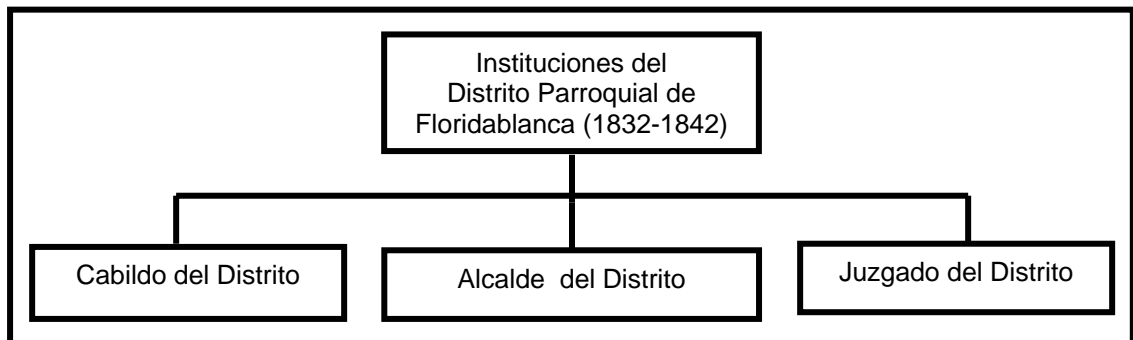 Instituciones del
Distrito Parroquial de
Floridablanca (1832-1842)
Cabildo del Distrito
Alcalde  del Distrito
Juzgado del Distrito